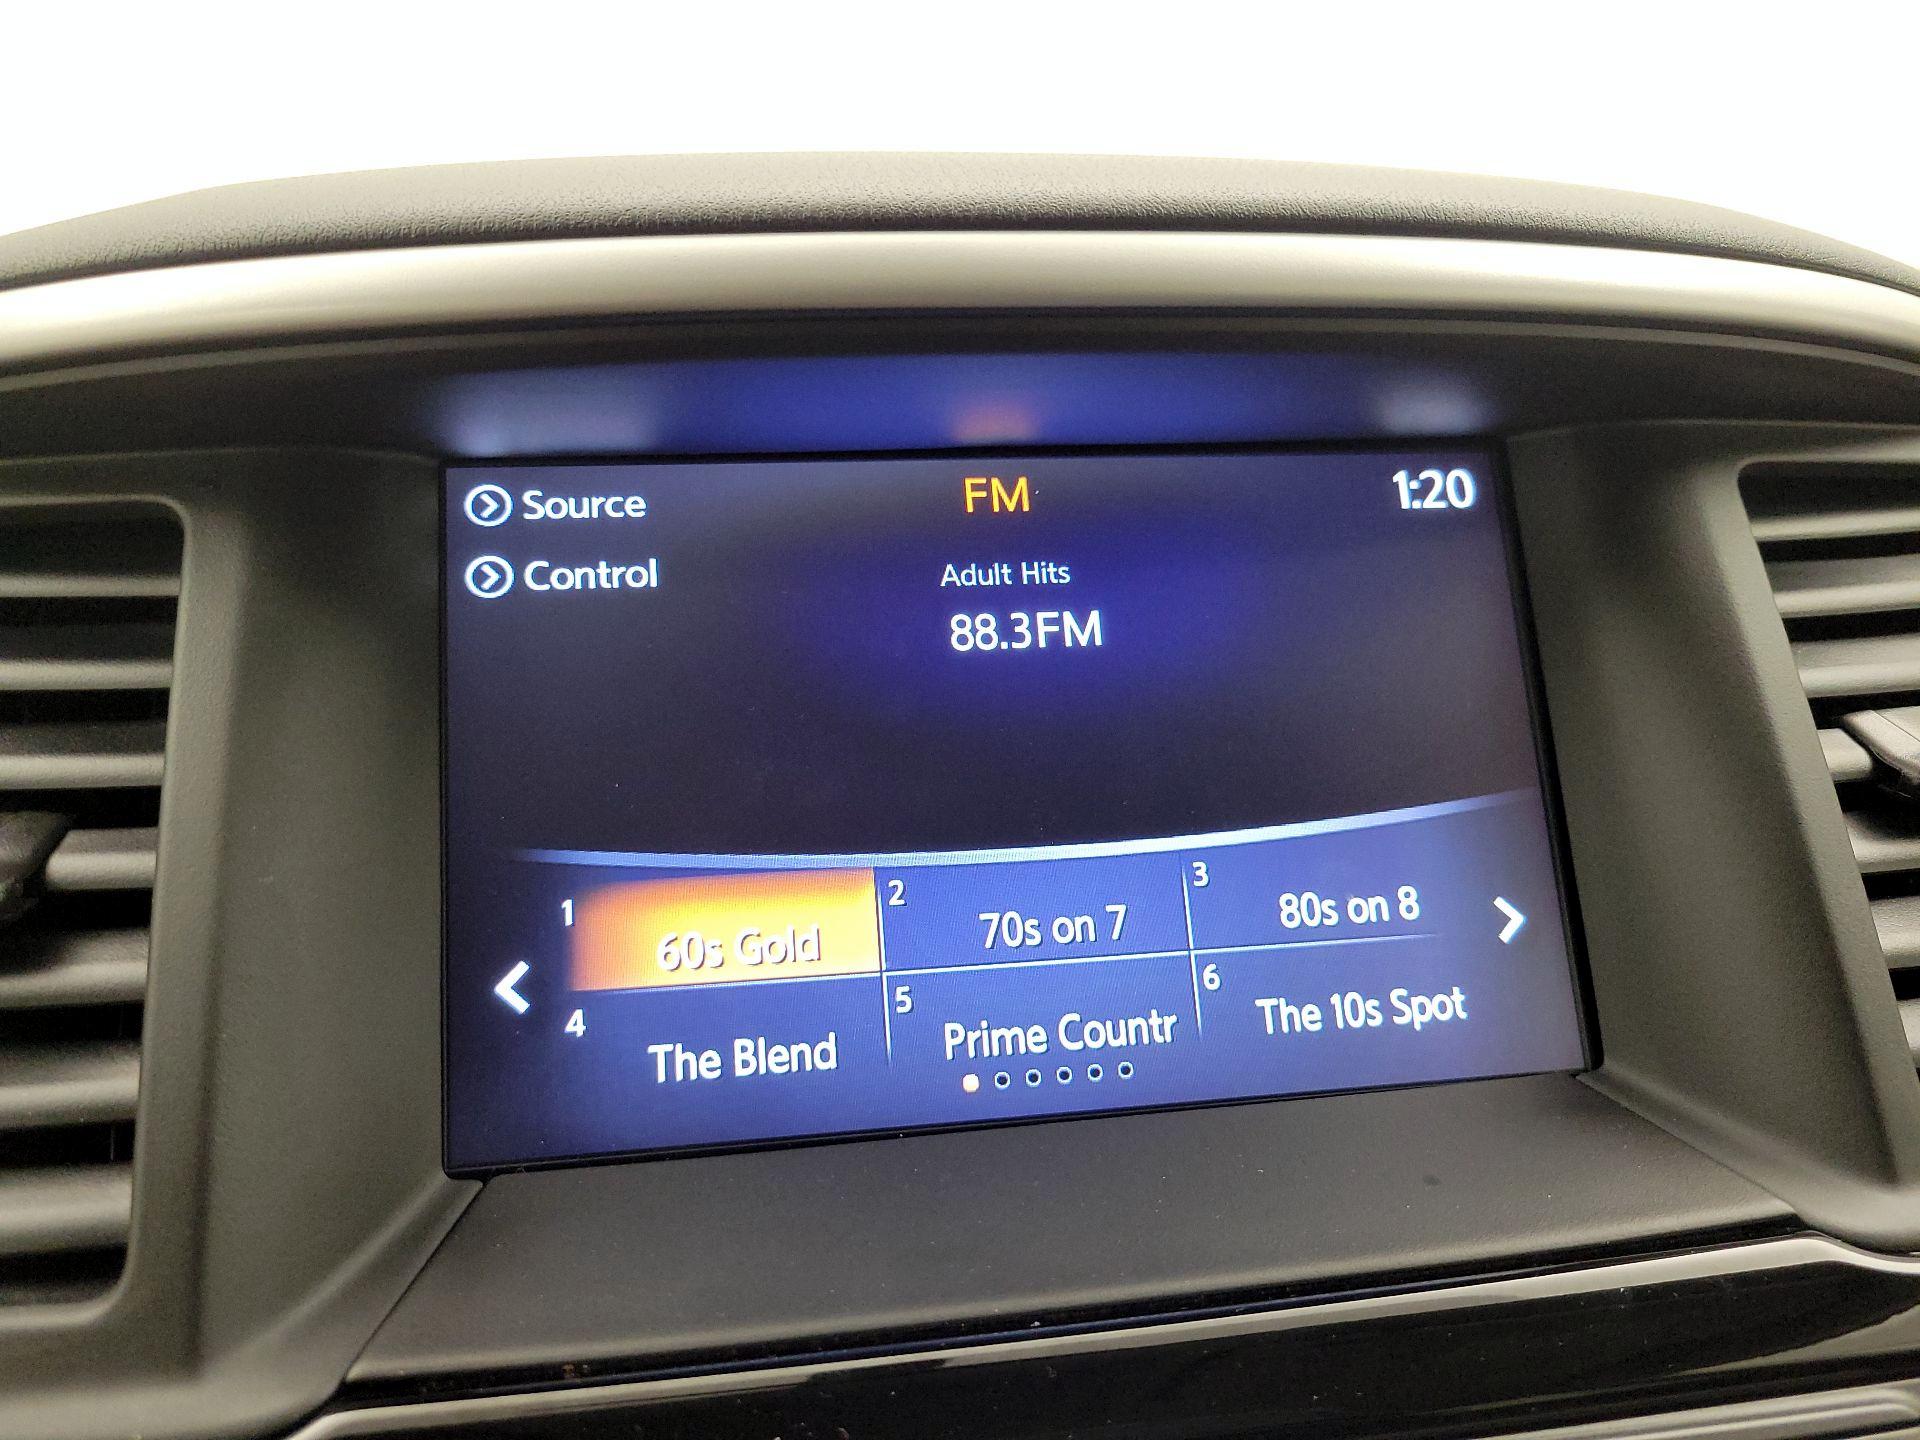 Source
FM
1:20
Control
Adult Hits
88.3FM
1 60s Gold
2 70s on 7
3 80s on 8
4 The Blend
5 Prime Countr
6 The 10s Spot